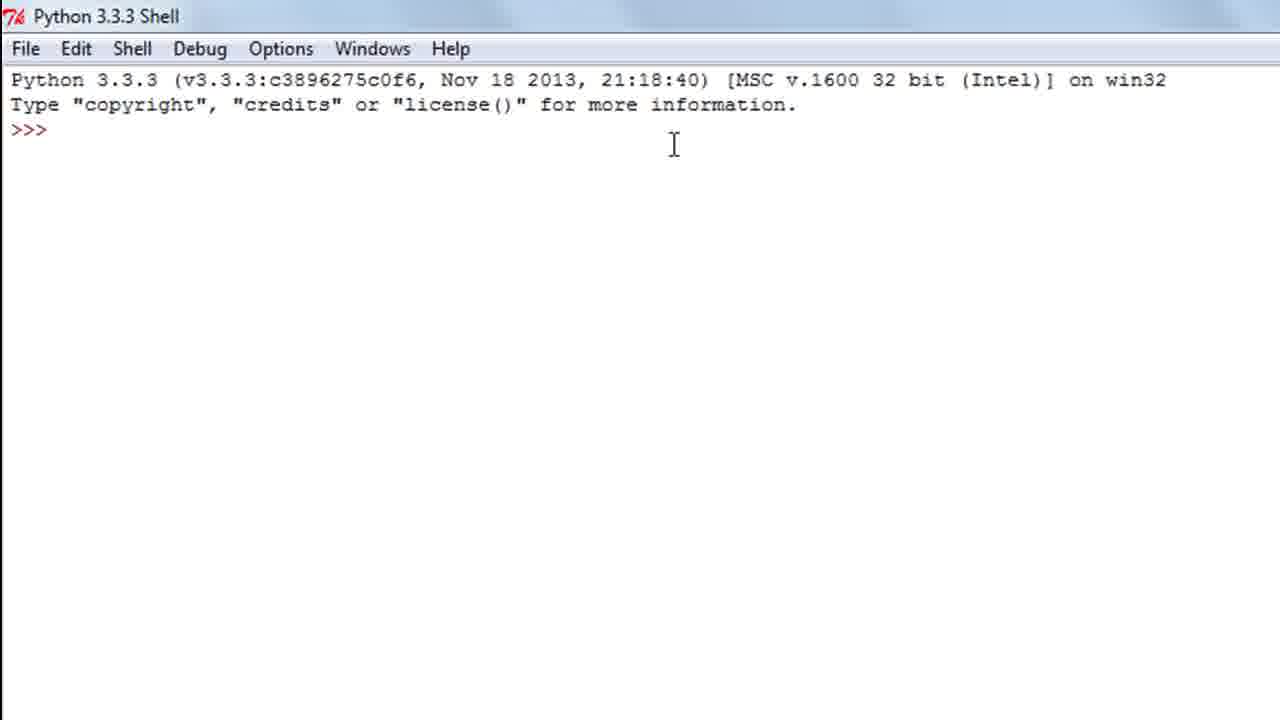 Python 3.3.3 Shell
File Edit Shell Debug Options Windows Help
Python 3.3.3 (v3.3.3:c3896275c0f6, Nov 18 2013, 21:18:40) [MSC v.1600 32 bit (Intel)] on win32
Type "copyright", "credits" or "license()" for more information.
>>>